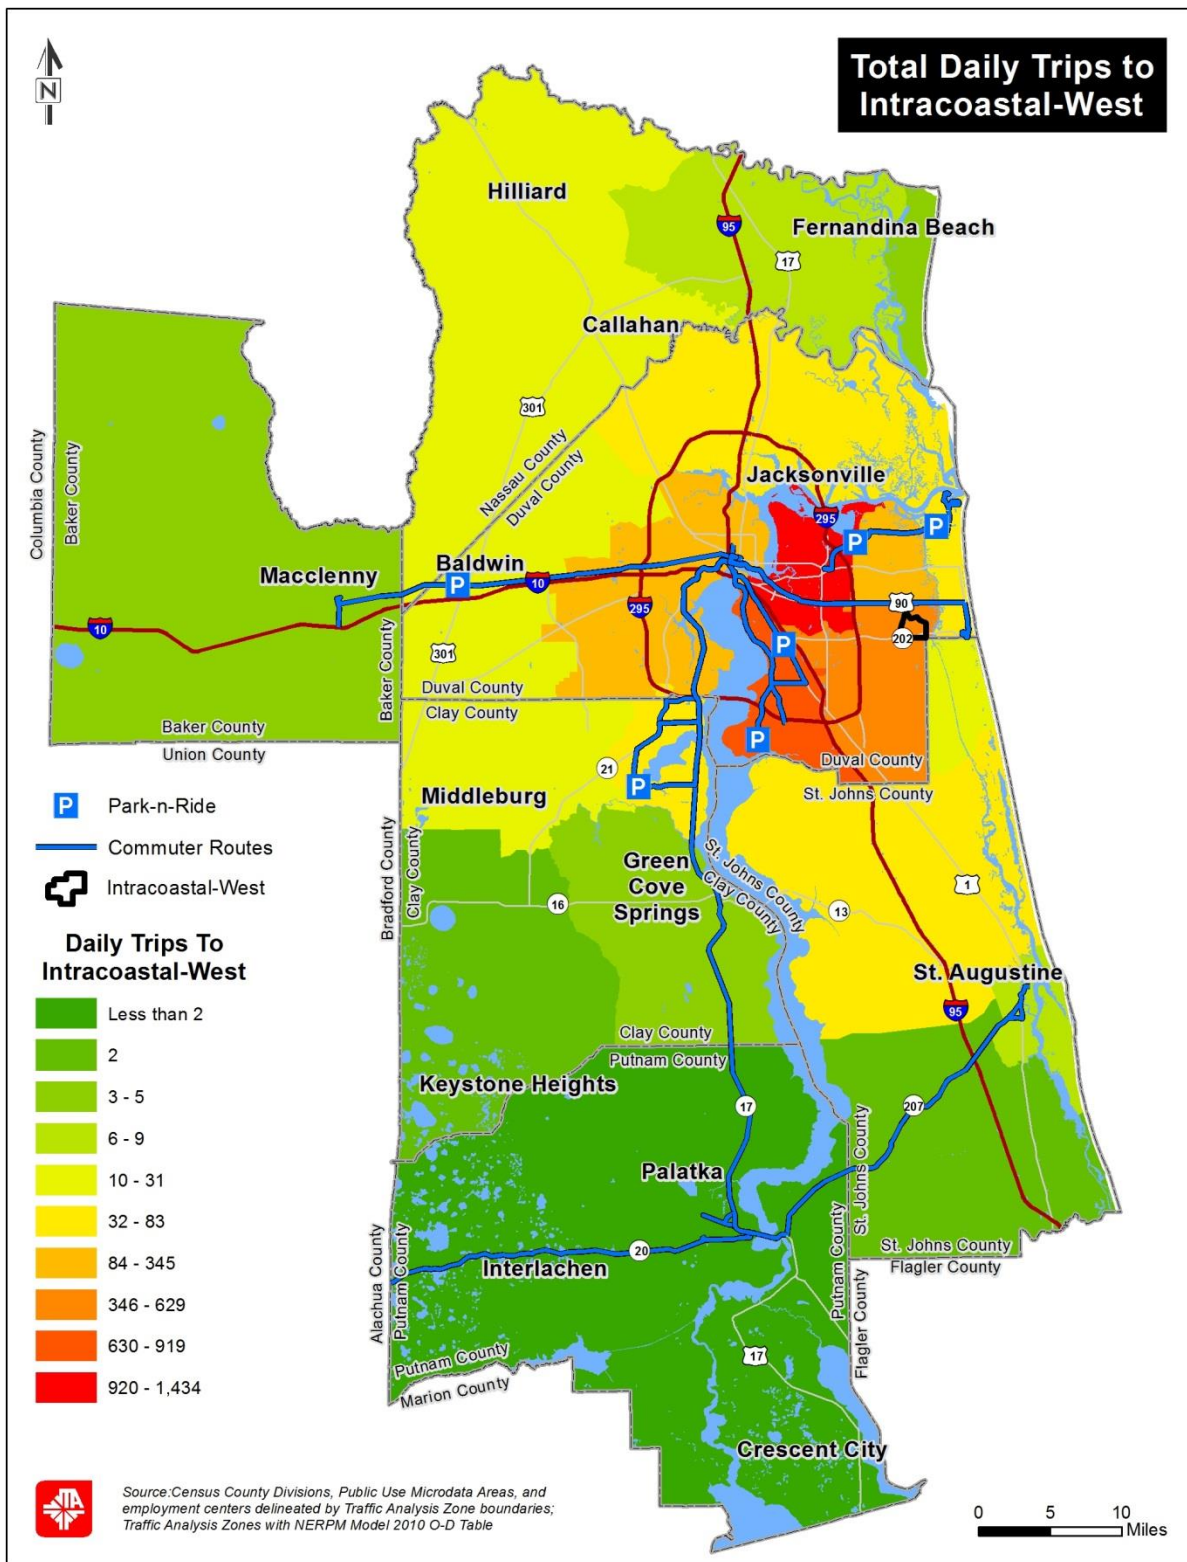 Total Daily Trips to
Intracoastal-West
N
Hilliard
95
Fernandina Beach
17
Callahan
301
Nassau County
Duval County
Columbia County
Baker County
Jacksonville
295
P
P
Baldwin
Macclenny
P
10
90
295
10
202
301
P
Baker County
Duval County
Clay County
Baker County
Union County
P
Duval County
21
St. Johns County
P
Middleburg
P
Park-n-Ride
Commuter Routes
Intracoastal-West
Bradford County
Clay County
Green
Cove
Springs
St. Johns County
Clay County
1
16
13
Daily Trips To
Intracoastal-West
Less than 2
2
3 - 5
6 - 9
10 - 31
32 - 83
84 - 345
346 - 629
630 - 919
920 - 1,434
St. Augustine
95
Clay County
Putnam County
Keystone Heights
17
207
St. Johns County
Palatka
Putnam County
Alachua County
Putnam County
20
Interlachen
St. Johns County
Flagler County
Flagler County
Putnam County
Marion County
17
Crescent City
JTA
Source:Census County Divisions, Public Use Microdata Areas, and
employment centers delineated by Traffic Analysis Zone boundaries;
Traffic Analysis Zones with NERPM Model 2010 O-D Table
0 5 10
Miles